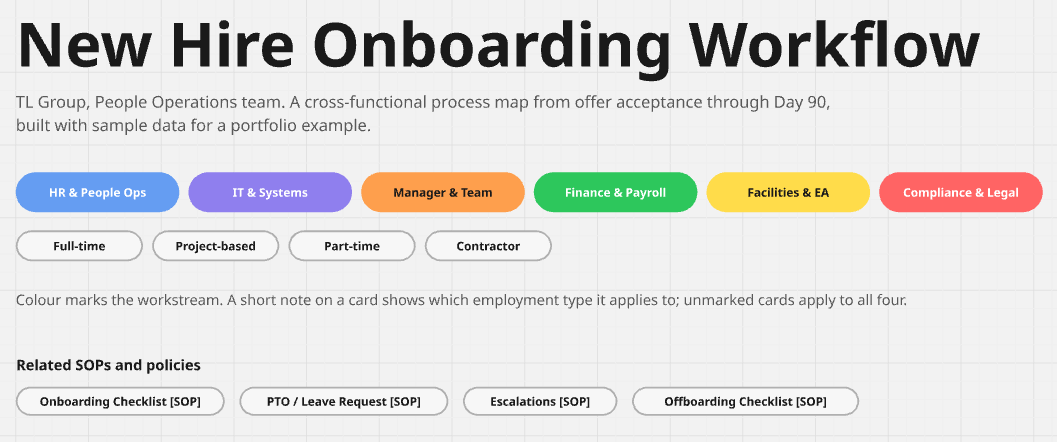 New Hire Onboarding Workflow
TL Group, People Operations team. A cross-functional process map from offer acceptance through Day 90,
built with sample data for a portfolio example.
HR & People Ops
IT & Systems
Manager & Team
Finance & Payroll
Facilities & EA
Compliance & Legal
Full-time
Project-based
Part-time
Contractor
Colour marks the workstream. A short note on a card shows which employment type it applies to; unmarked cards apply to all four.
Related SOPs and policies
Onboarding Checklist [SOP]
PTO / Leave Request [SOP]
Escalations [SOP]
Offboarding Checklist [SOP]